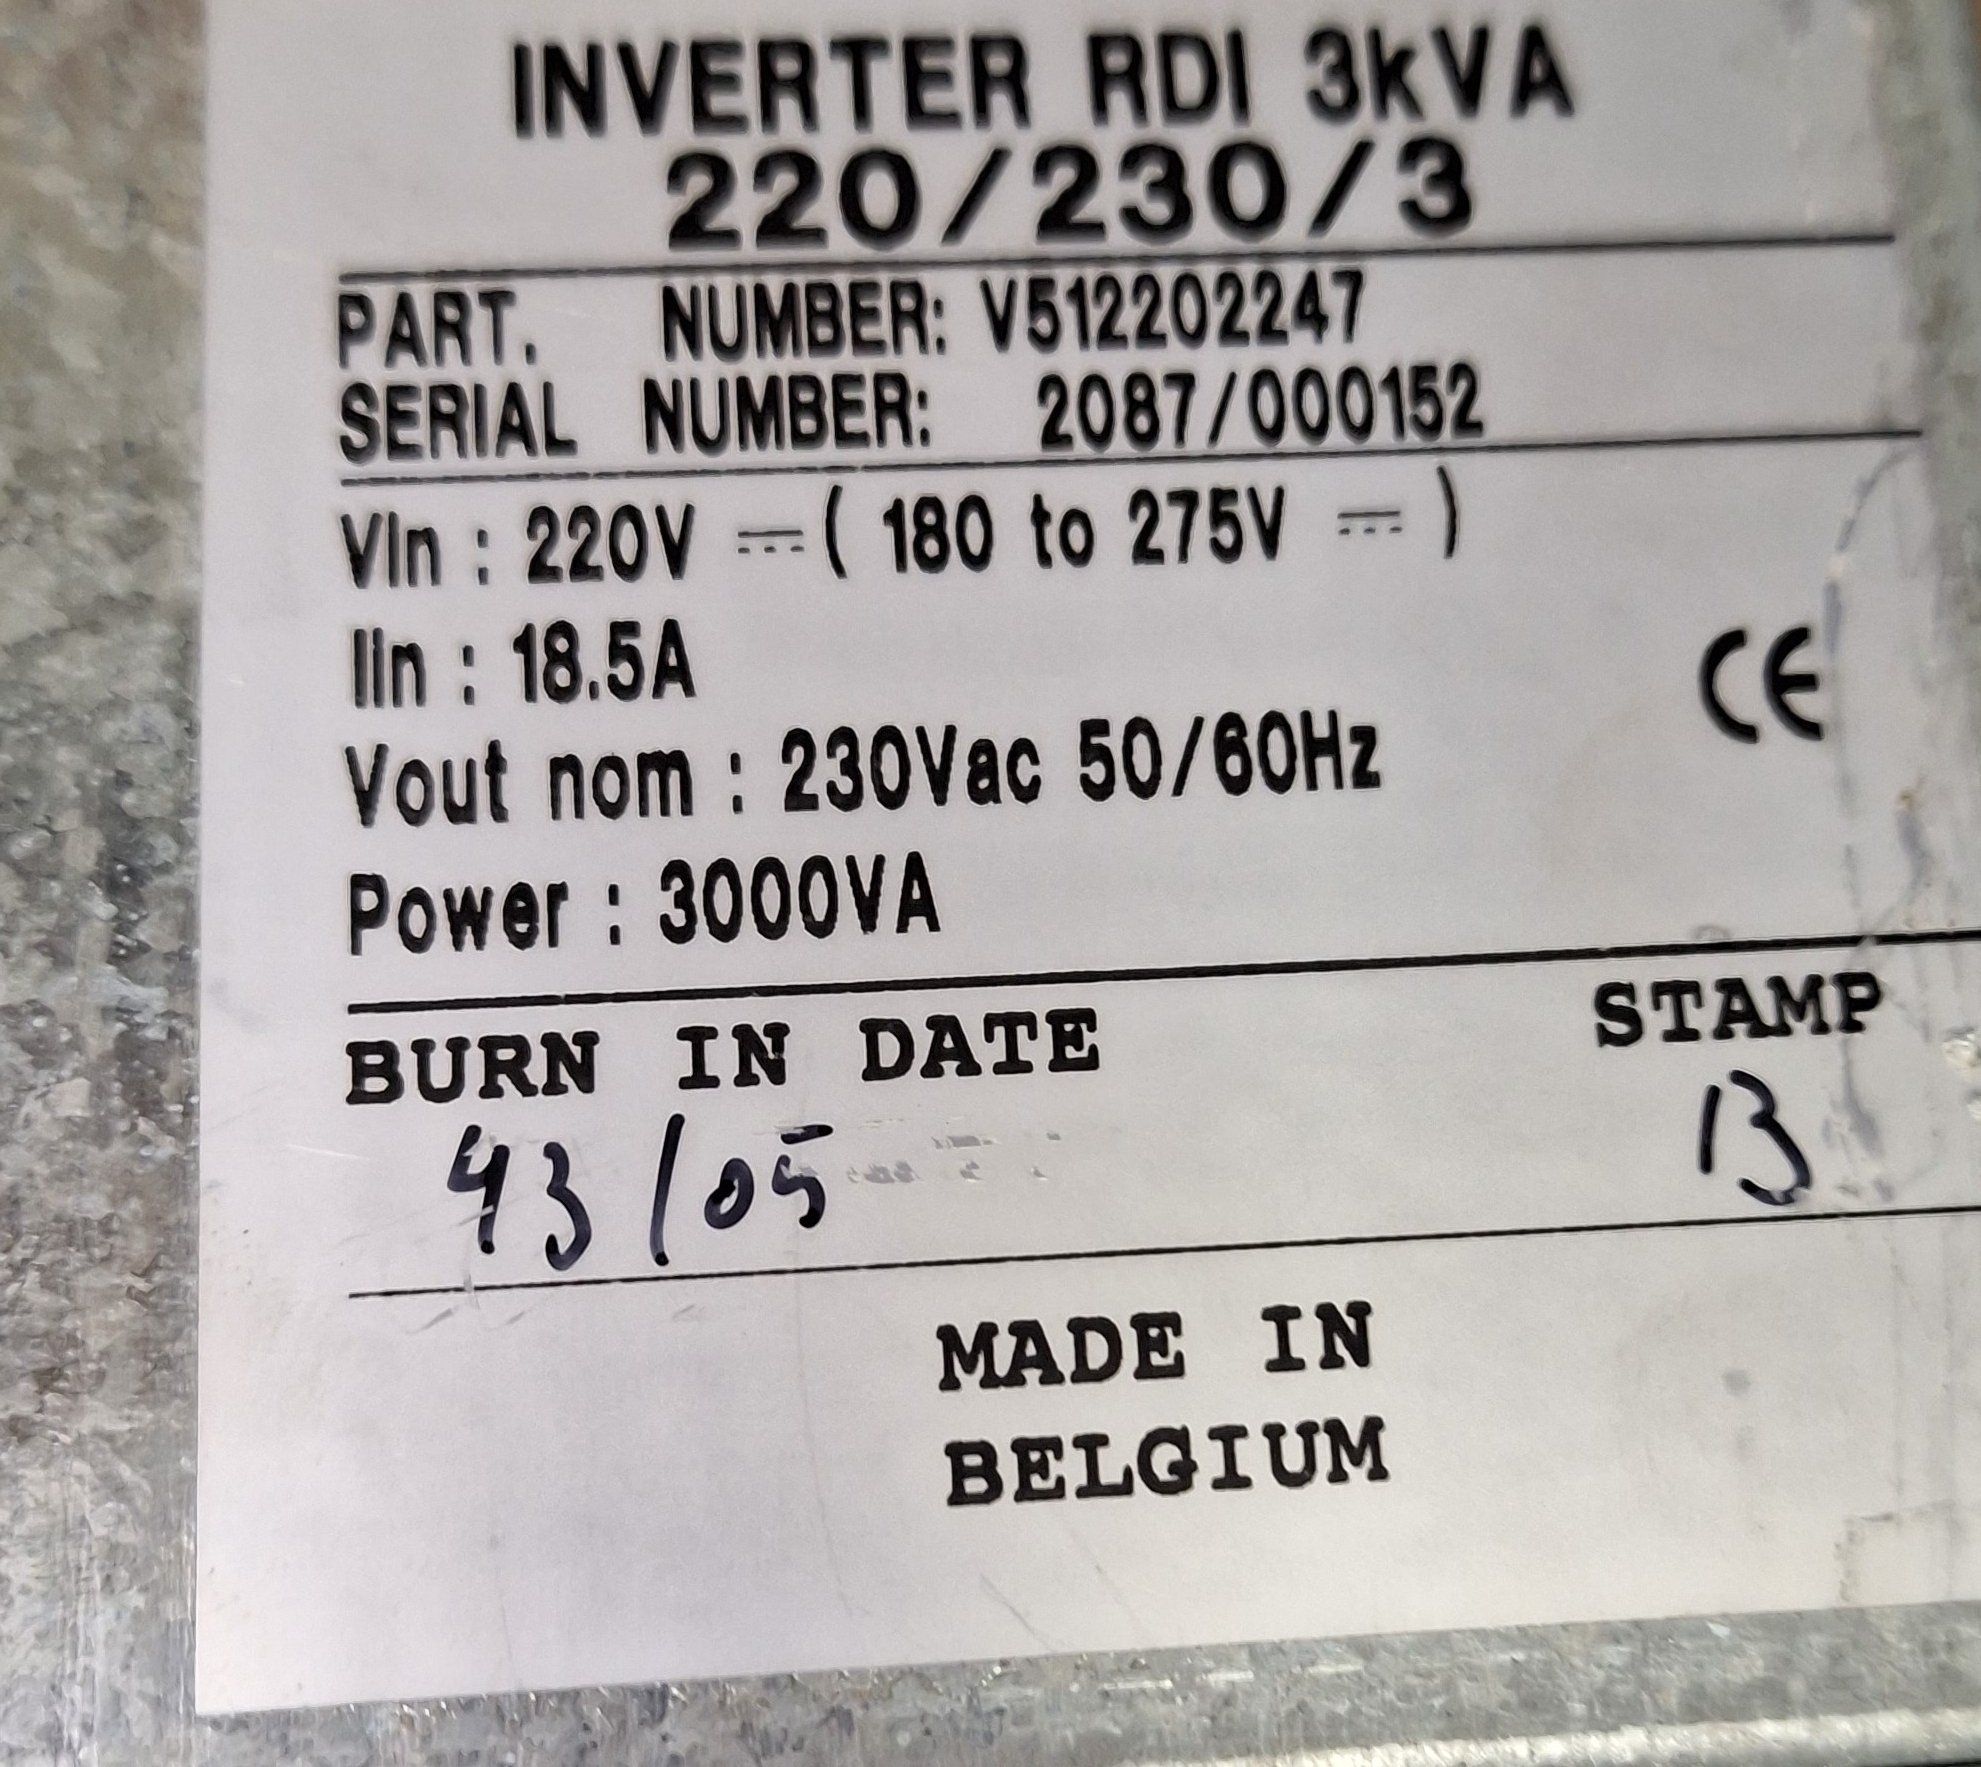 INVERTER RDI 3kVA
220/230/3
PART. NUMBER: V512202247
SERIAL NUMBER: 2087/000152
VIn : 220V ⎓ ( 180 to 275V ⎓ )
IIn : 18.5A
CE
Vout nom : 230Vac 50/60Hz
Power : 3000VA
BURN IN DATE STAMP
43/05 13
MADE IN
BELGIUM